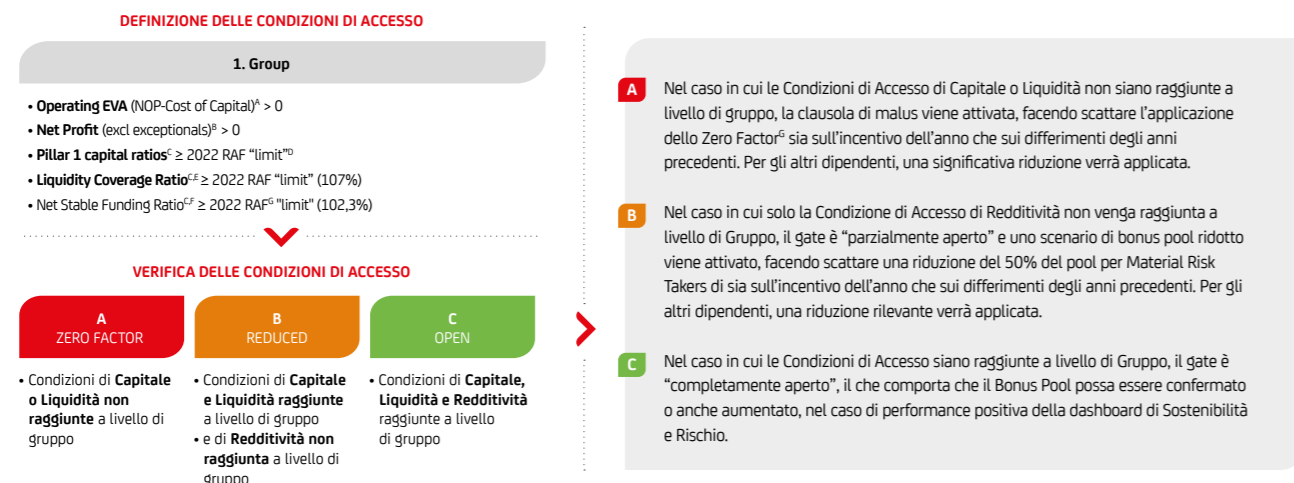 DEFINIZIONE DELLE CONDIZIONI DI ACCESSO
1. Group
• Operating EVA (NOP-Cost of Capital)ᴬ > 0
• Net Profit (excl exceptionals)ᴮ > 0
• Pillar 1 capital ratiosᶜ ≥ 2022 RAF “limit”ᴰ
• Liquidity Coverage Ratioᶜ,ᴱ ≥ 2022 RAF “limit” (107%)
• Net Stable Funding Ratioᶜ,ᶠ ≥ 2022 RAFᴳ "limit" (102,3%)
VERIFICA DELLE CONDIZIONI DI ACCESSO
A
ZERO FACTOR
• Condizioni di Capitale
o Liquidità non
raggiunte a livello di
gruppo
B
REDUCED
• Condizioni di Capitale
e Liquidità raggiunte
a livello di gruppo
• e di Redditività non
raggiunta a livello di
gruppo
C
OPEN
• Condizioni di Capitale,
Liquidità e Redditività
raggiunte a livello
di gruppo
A
Nel caso in cui le Condizioni di Accesso di Capitale o Liquidità non siano raggiunte a
livello di gruppo, la clausola di malus viene attivata, facendo scattare l’applicazione
dello Zero Factorᴳ sia sull’incentivo dell’anno che sui differimenti degli anni
precedenti. Per gli altri dipendenti, una significativa riduzione verrà applicata.
B
Nel caso in cui solo la Condizione di Accesso di Redditività non venga raggiunta a
livello di Gruppo, il gate è “parzialmente aperto” e uno scenario di bonus pool ridotto
viene attivato, facendo scattare una riduzione del 50% del pool per Material Risk
Takers di sia sull’incentivo dell’anno che sui differimenti degli anni precedenti. Per gli
altri dipendenti, una riduzione rilevante verrà applicata.
C
Nel caso in cui le Condizioni di Accesso siano raggiunte a livello di Gruppo, il gate è
“completamente aperto”, il che comporta che il Bonus Pool possa essere confermato
o anche aumentato, nel caso di performance positiva della dashboard di Sostenibilità
e Rischio.